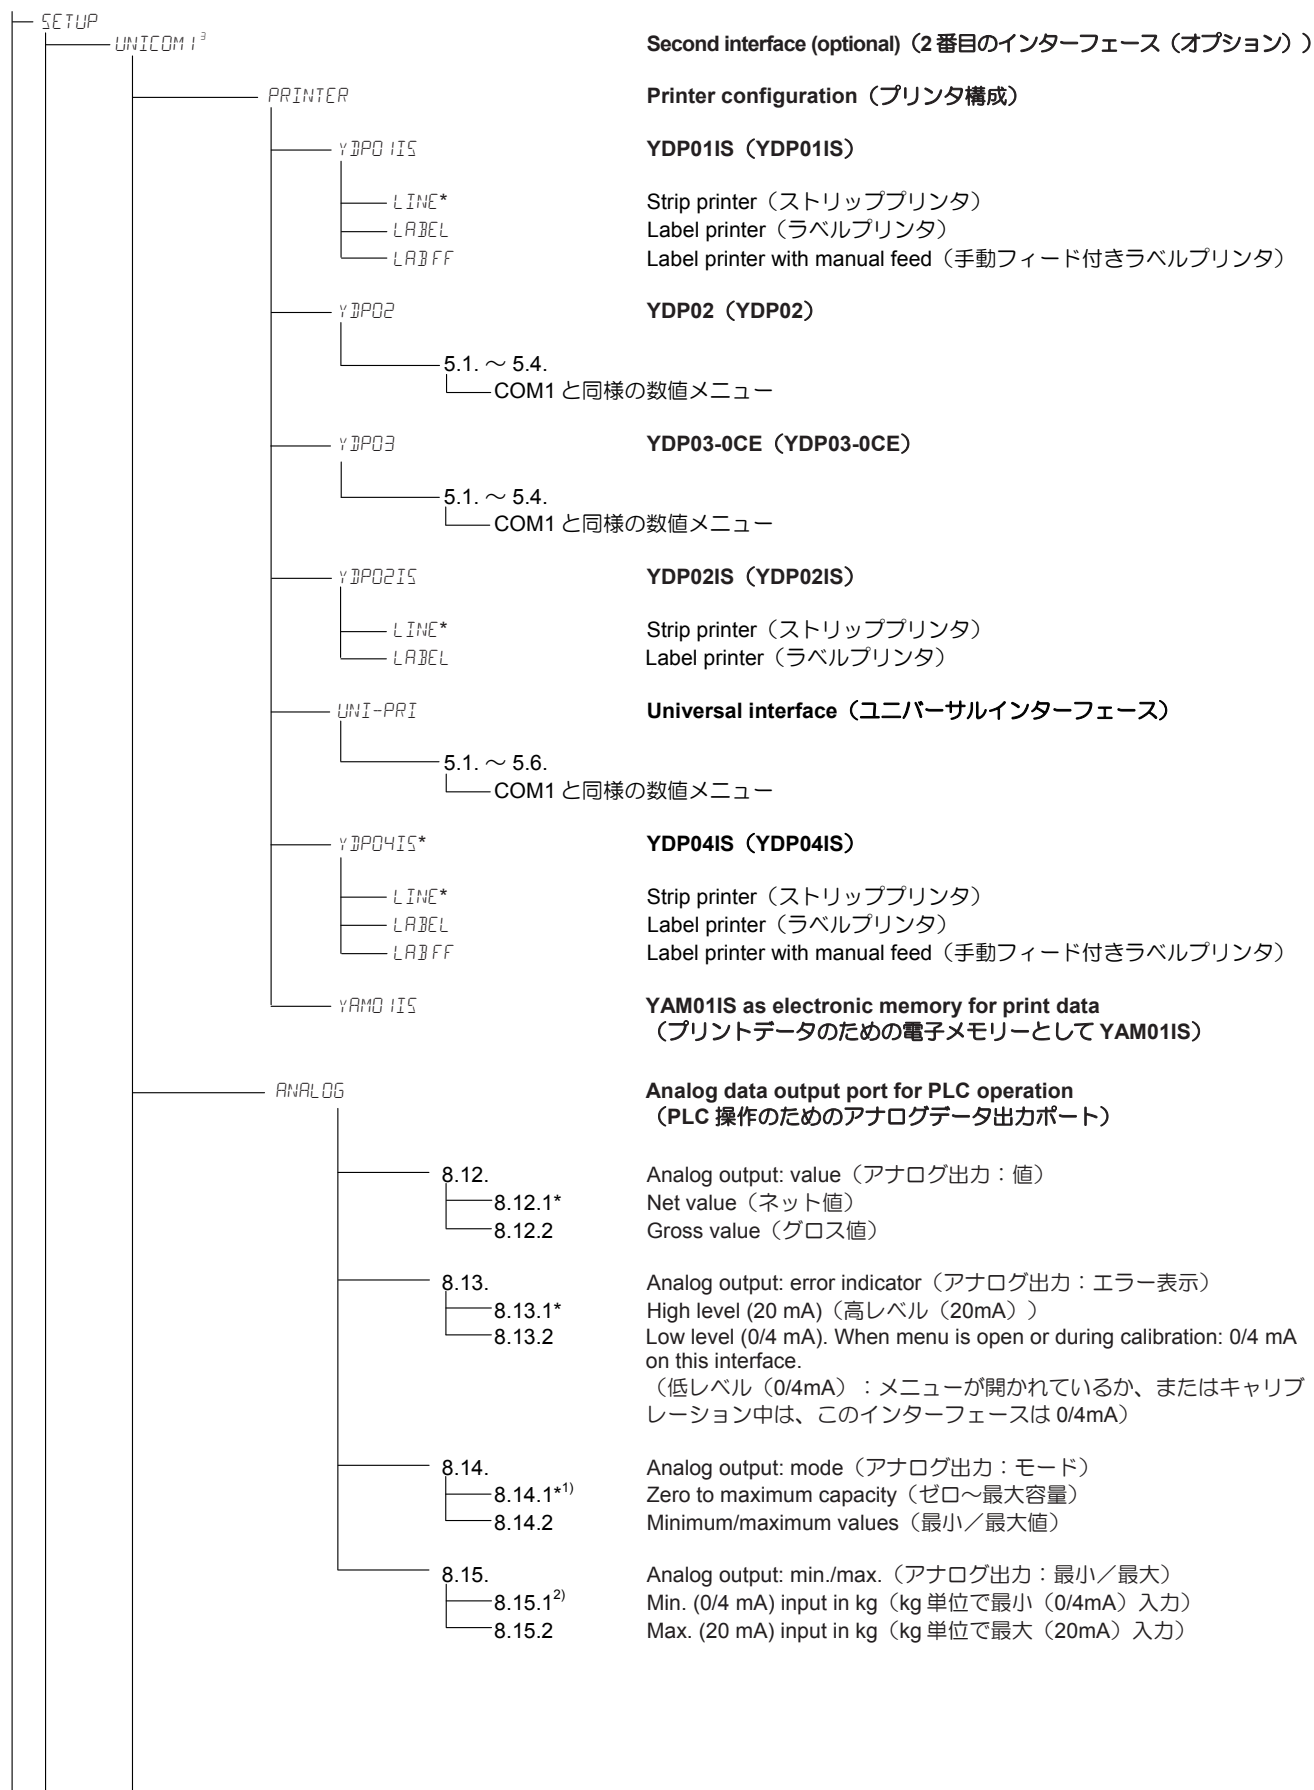 SETUP
UNICOM1³ Second interface (optional)（2 番目のインターフェース（オプション））
PRINTER Printer configuration（プリンタ構成）
YDP01IS YDP01IS（YDP01IS）
LINE* Strip printer（ストリッププリンタ）
LABEL Label printer（ラベルプリンタ）
LABFF Label printer with manual feed（手動フィード付きラベルプリンタ）
YDP02 YDP02（YDP02）
5.1. ～ 5.4.
COM1 と同様の数値メニュー
YDP03 YDP03-0CE（YDP03-0CE）
5.1. ～ 5.4.
COM1 と同様の数値メニュー
YDP02IS YDP02IS（YDP02IS）
LINE* Strip printer（ストリッププリンタ）
LABEL Label printer（ラベルプリンタ）
UNI-PRI Universal interface（ユニバーサルインターフェース）
5.1. ～ 5.6.
COM1 と同様の数値メニュー
YDP04IS* YDP04IS（YDP04IS）
LINE* Strip printer（ストリッププリンタ）
LABEL Label printer（ラベルプリンタ）
LABFF Label printer with manual feed（手動フィード付きラベルプリンタ）
YAM01IS YAM01IS as electronic memory for print data
（プリントデータのための電子メモリーとして YAM01IS）
ANALOG Analog data output port for PLC operation
（PLC 操作のためのアナログデータ出力ポート）
8.12. Analog output: value（アナログ出力：値）
8.12.1* Net value（ネット値）
8.12.2 Gross value（グロス値）
8.13. Analog output: error indicator（アナログ出力：エラー表示）
8.13.1* High level (20 mA)（高レベル（20mA））
8.13.2 Low level (0/4 mA). When menu is open or during calibration: 0/4 mA
on this interface.
（低レベル（0/4mA）：メニューが開かれているか、またはキャリブ
レーション中は、このインターフェースは 0/4mA）
8.14. Analog output: mode（アナログ出力：モード）
8.14.1*¹⁾ Zero to maximum capacity（ゼロ～最大容量）
8.14.2 Minimum/maximum values（最小／最大値）
8.15. Analog output: min./max.（アナログ出力：最小／最大）
8.15.1²⁾ Min. (0/4 mA) input in kg（kg 単位で最小（0/4mA）入力）
8.15.2 Max. (20 mA) input in kg（kg 単位で最大（20mA）入力）